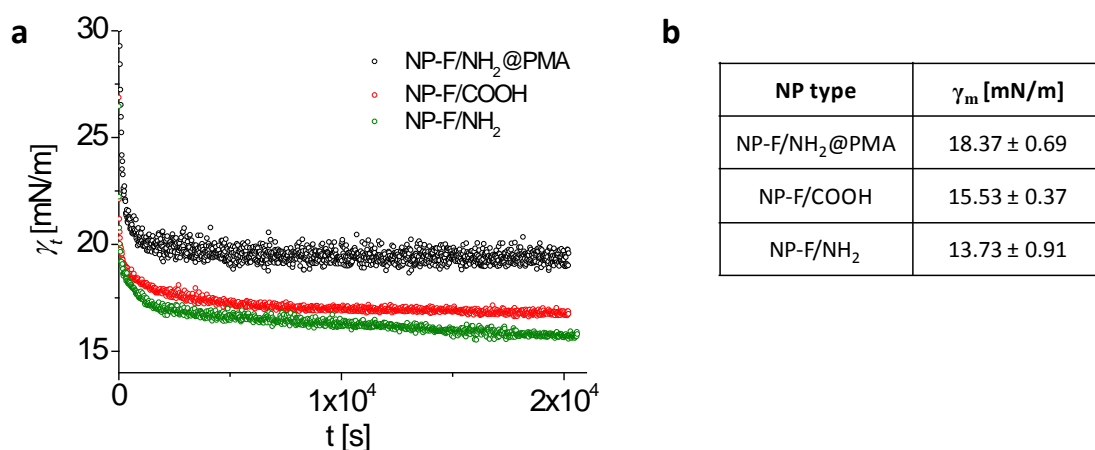 a
30
25
20
15
γt [mN/m]
NP-F/NH2@PMA
NP-F/COOH
NP-F/NH2
0
1x10^4
2x10^4
t [s]
b
NP type γm [mN/m]
NP-F/NH2@PMA 18.37 ± 0.69
NP-F/COOH 15.53 ± 0.37
NP-F/NH2 13.73 ± 0.91